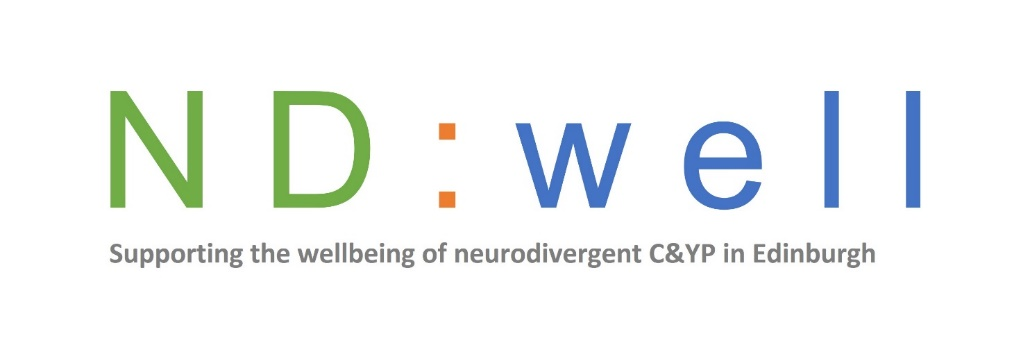 ND:well
Supporting the wellbeing of neurodivergent C&YP in Edinburgh